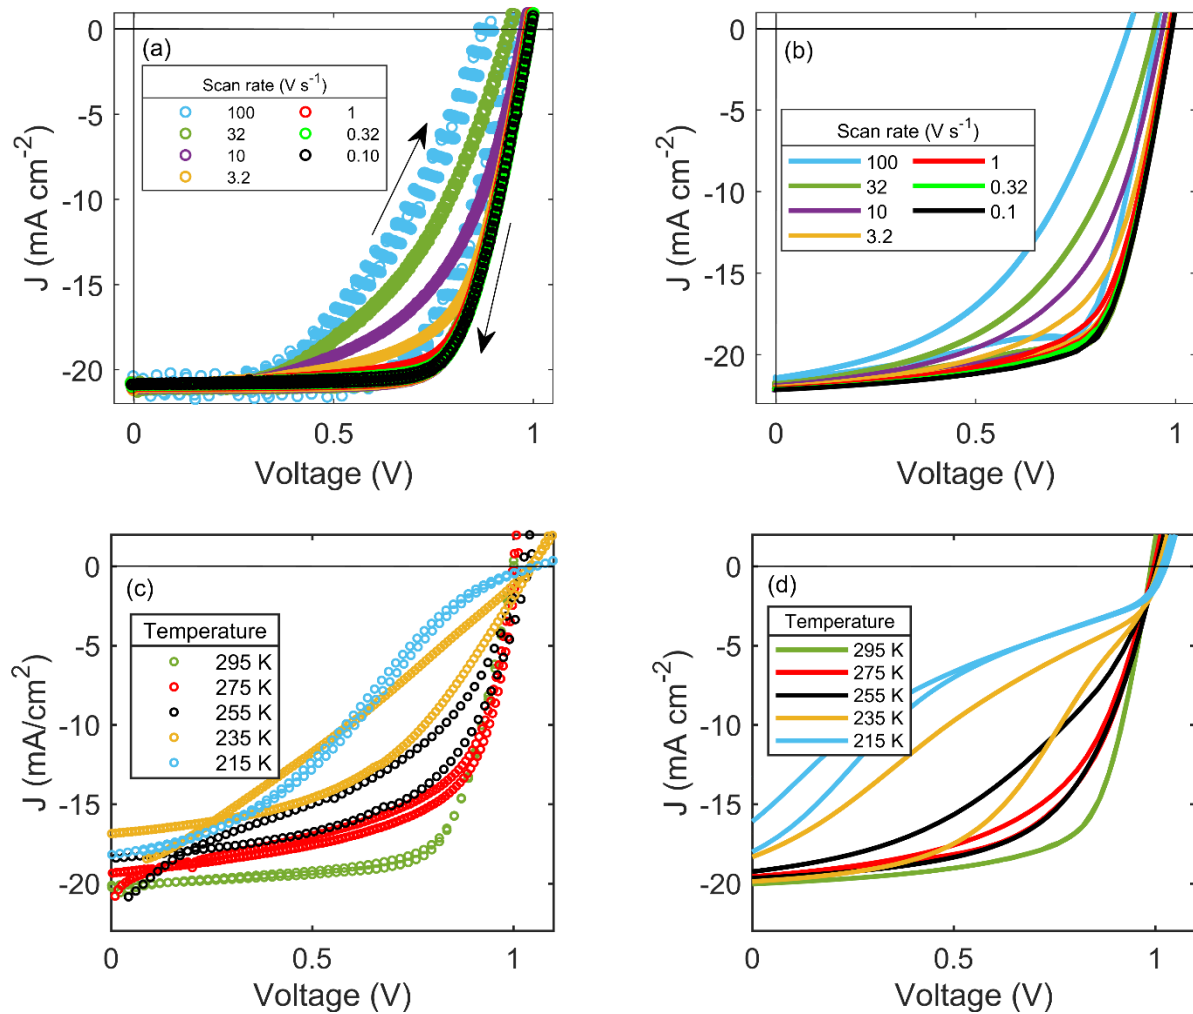 (a)
Scan rate (V s⁻¹)
100 1
32 0.32
10 0.10
3.2
0
-5
-10
-15
-20
J (mA cm⁻²)
0 0.5 1
Voltage (V)
(b)
Scan rate (V s⁻¹)
100 1
32 0.32
10 0.1
3.2
0
-5
-10
-15
-20
J (mA cm⁻²)
0 0.5 1
Voltage (V)
(c)
Temperature
295 K
275 K
255 K
235 K
215 K
0
-5
-10
-15
-20
J (mA/cm²)
0 0.5 1
Voltage (V)
(d)
Temperature
295 K
275 K
255 K
235 K
215 K
0
-5
-10
-15
-20
J (mA cm⁻²)
0 0.5 1
Voltage (V)